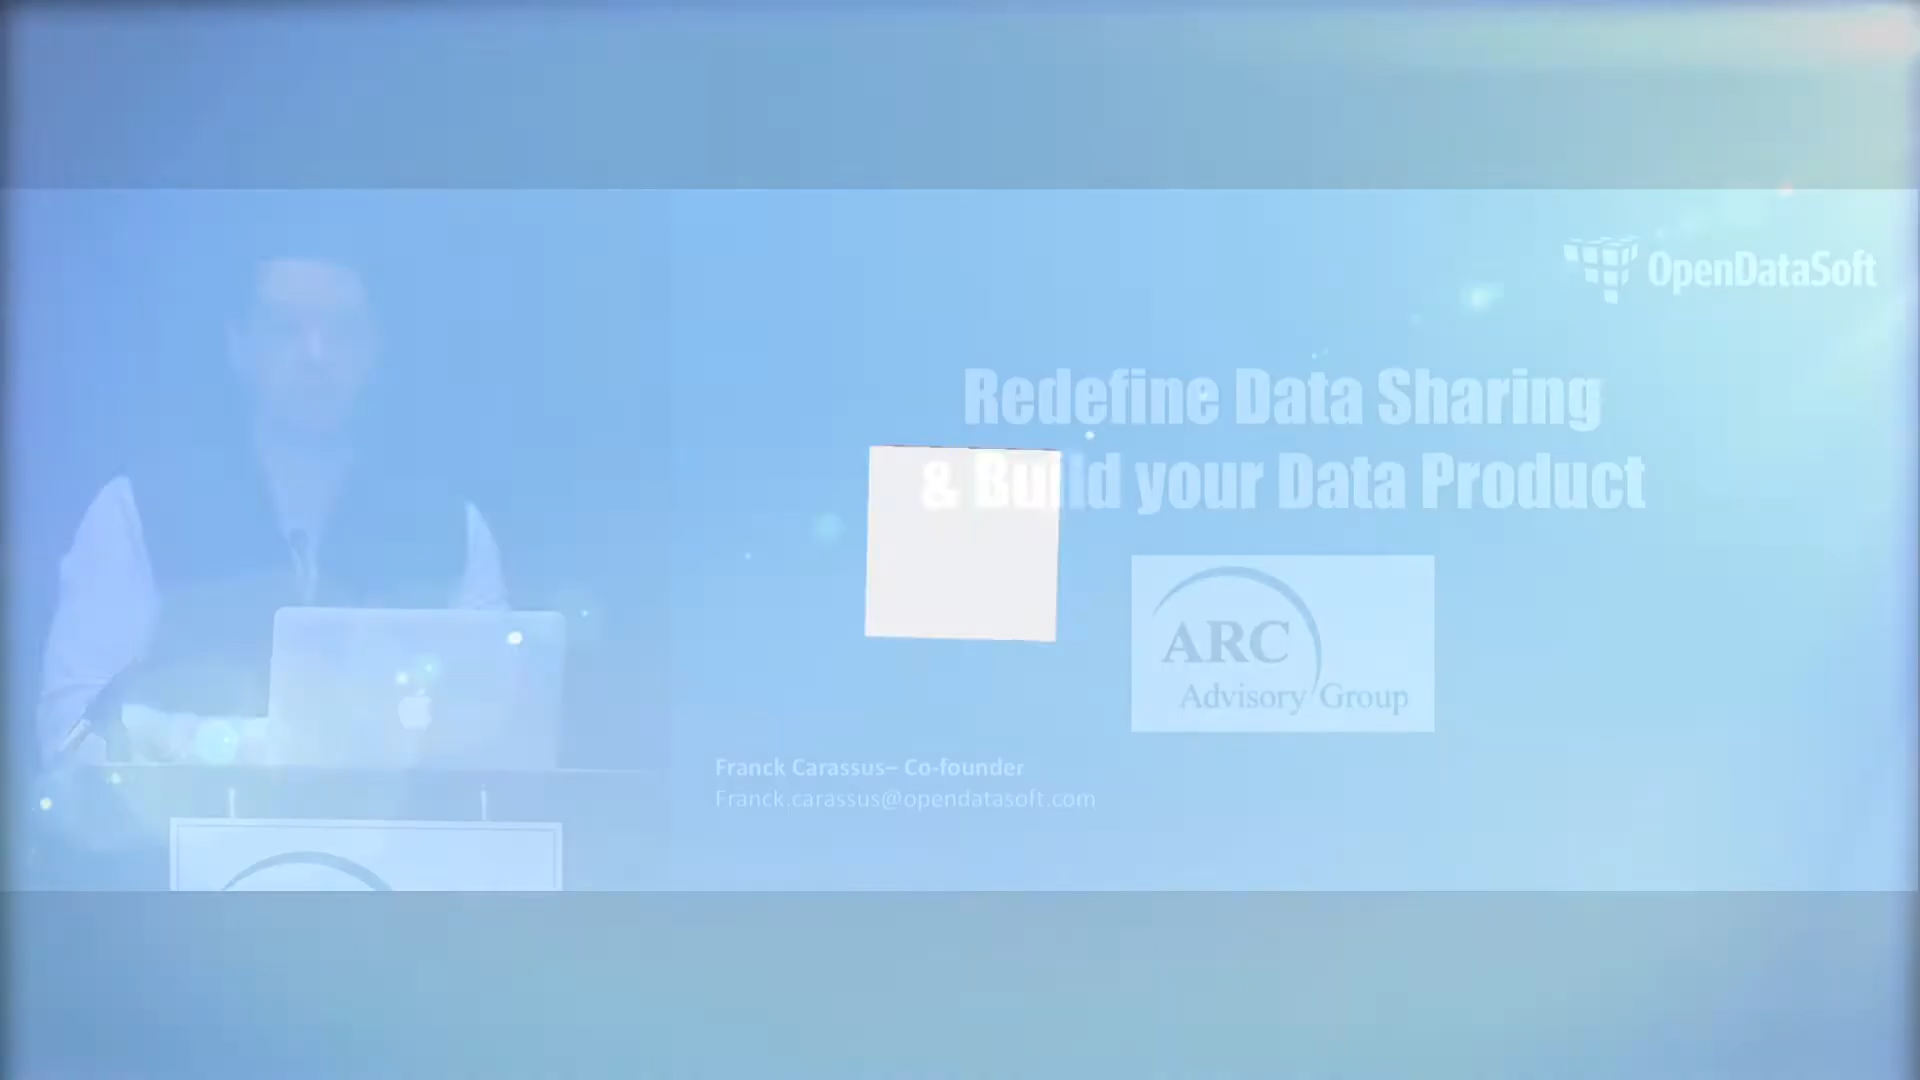 OpenDataSoft
Redefine Data Sharing
& Build your Data Product
ARC
Advisory Group
Franck Carassus– Co-founder
Franck.carassus@opendatasoft.com